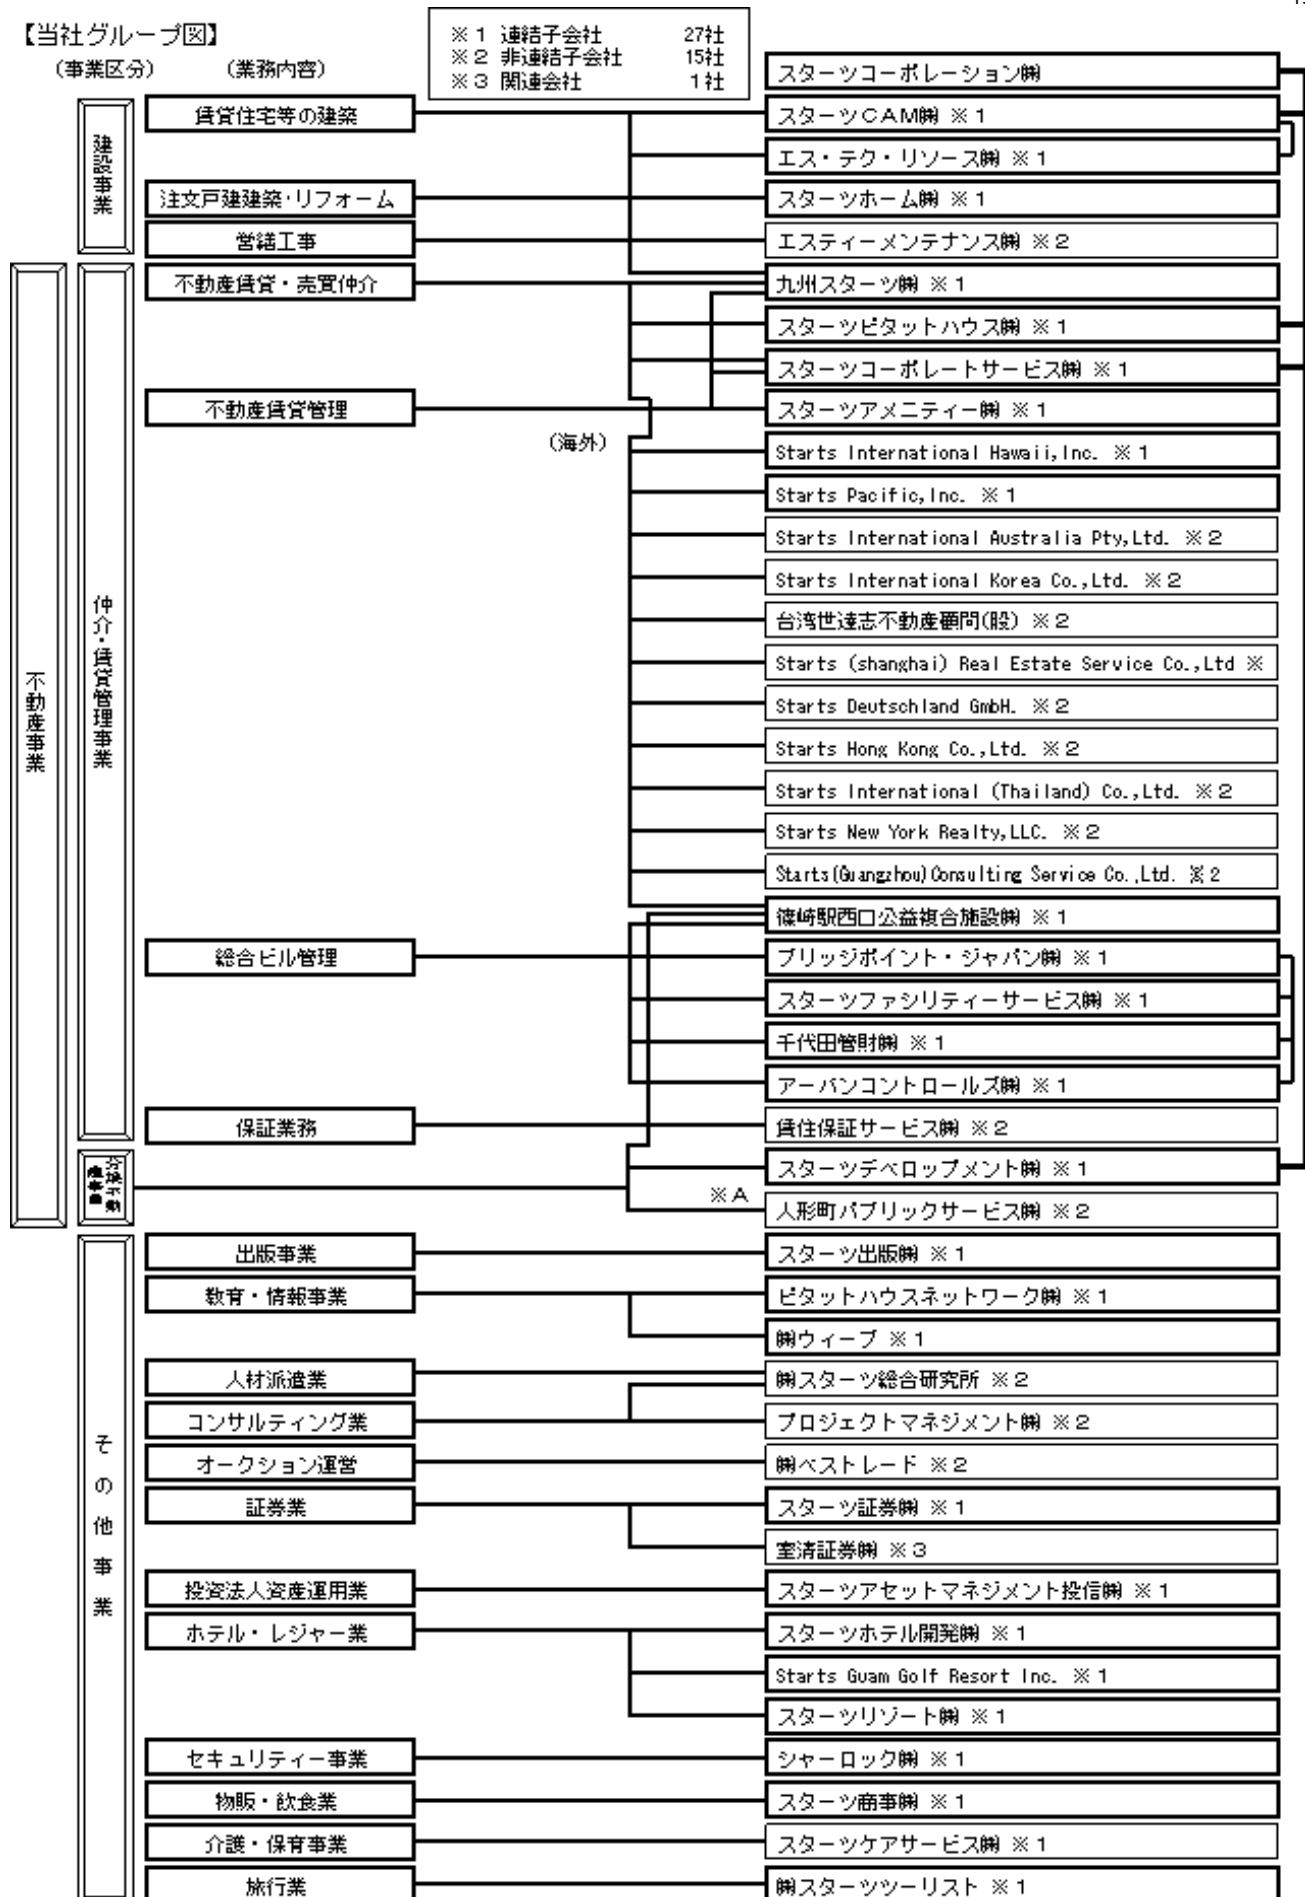 【当社グループ図】
(事業区分)
(業務内容)
※1 連結子会社 27社
※2 非連結子会社 15社
※3 関連会社 1社
スターツコーポレーション㈱
建設事業
賃貸住宅等の建築
スターツCAM㈱ ※1
エス・テク・リソース㈱ ※1
注文戸建建築・リフォーム
スターツホーム㈱ ※1
営繕工事
エスティーメンテナンス㈱ ※2
不動産事業
仲介・賃貸管理事業
不動産賃貸・売買仲介
九州スターツ㈱ ※1
スターツピタットハウス㈱ ※1
スターツコーポレートサービス㈱ ※1
不動産賃貸管理
スターツアメニティー㈱ ※1
(海外)
Starts International Hawaii,Inc. ※1
Starts Pacific,Inc. ※1
Starts International Australia Pty,Ltd. ※2
Starts International Korea Co.,Ltd. ※2
台湾世達志不動産顧問(股) ※2
Starts (shanghai) Real Estate Service Co.,Ltd ※
Starts Deutschland GmbH. ※2
Starts Hong Kong Co.,Ltd. ※2
Starts International (Thailand) Co.,Ltd. ※2
Starts New York Realty,LLC. ※2
Starts(Guangzhou)Consulting Service Co.,Ltd. ※2
篠崎駅西口公益複合施設㈱ ※1
総合ビル管理
ブリッジポイント・ジャパン㈱ ※1
スターツファシリティーサービス㈱ ※1
千代田管財㈱ ※1
アーバンコントロールズ㈱ ※1
保証業務
賃住保証サービス㈱ ※2
分譲不動産事業
スターツデベロップメント㈱ ※1
※A
人形町パブリックサービス㈱ ※2
その他事業
出版事業
スターツ出版㈱ ※1
教育・情報事業
ピタットハウスネットワーク㈱ ※1
㈱ウィーブ ※1
人材派遣業
㈱スターツ総合研究所 ※2
コンサルティング業
プロジェクトマネジメント㈱ ※2
オークション運営
㈱ベストレード ※2
証券業
スターツ証券㈱ ※1
室清証券㈱ ※3
投資法人資産運用業
スターツアセットマネジメント投信㈱ ※1
ホテル・レジャー業
スターツホテル開発㈱ ※1
Starts Guam Golf Resort Inc. ※1
スターツリゾート㈱ ※1
セキュリティー事業
シャーロック㈱ ※1
物販・飲食業
スターツ商事㈱ ※1
介護・保育事業
スターツケアサービス㈱ ※1
旅行業
㈱スターツツーリスト ※1